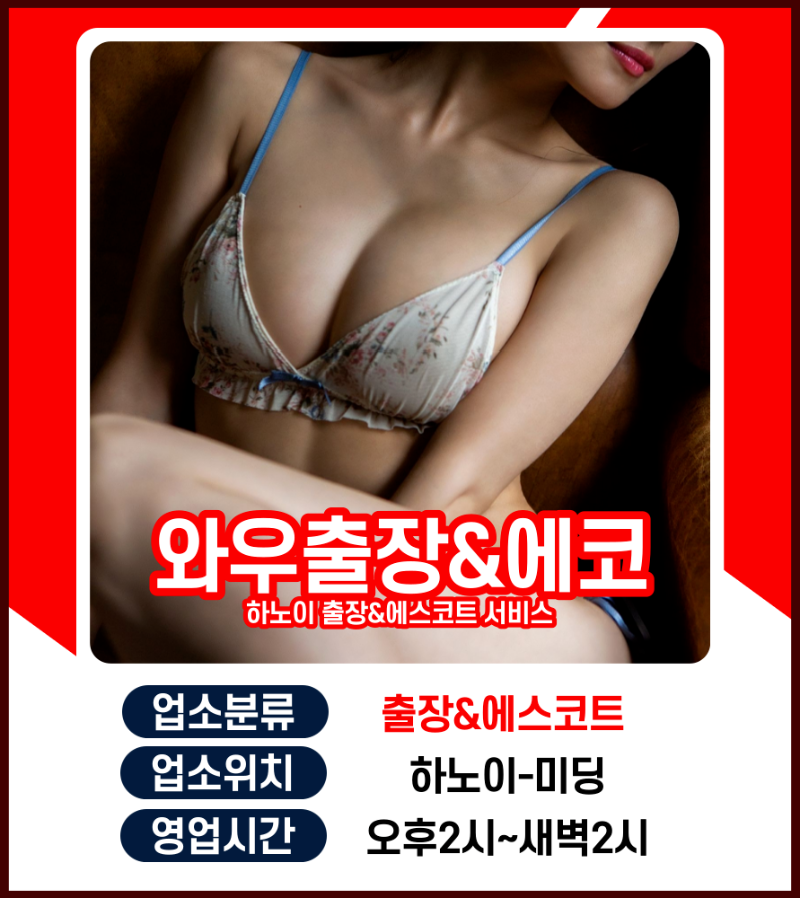 와우출장&에코
하노이 출장&에스코트 서비스
업소분류 출장&에스코트
업소위치 하노이-미딩
영업시간 오후2시~새벽2시